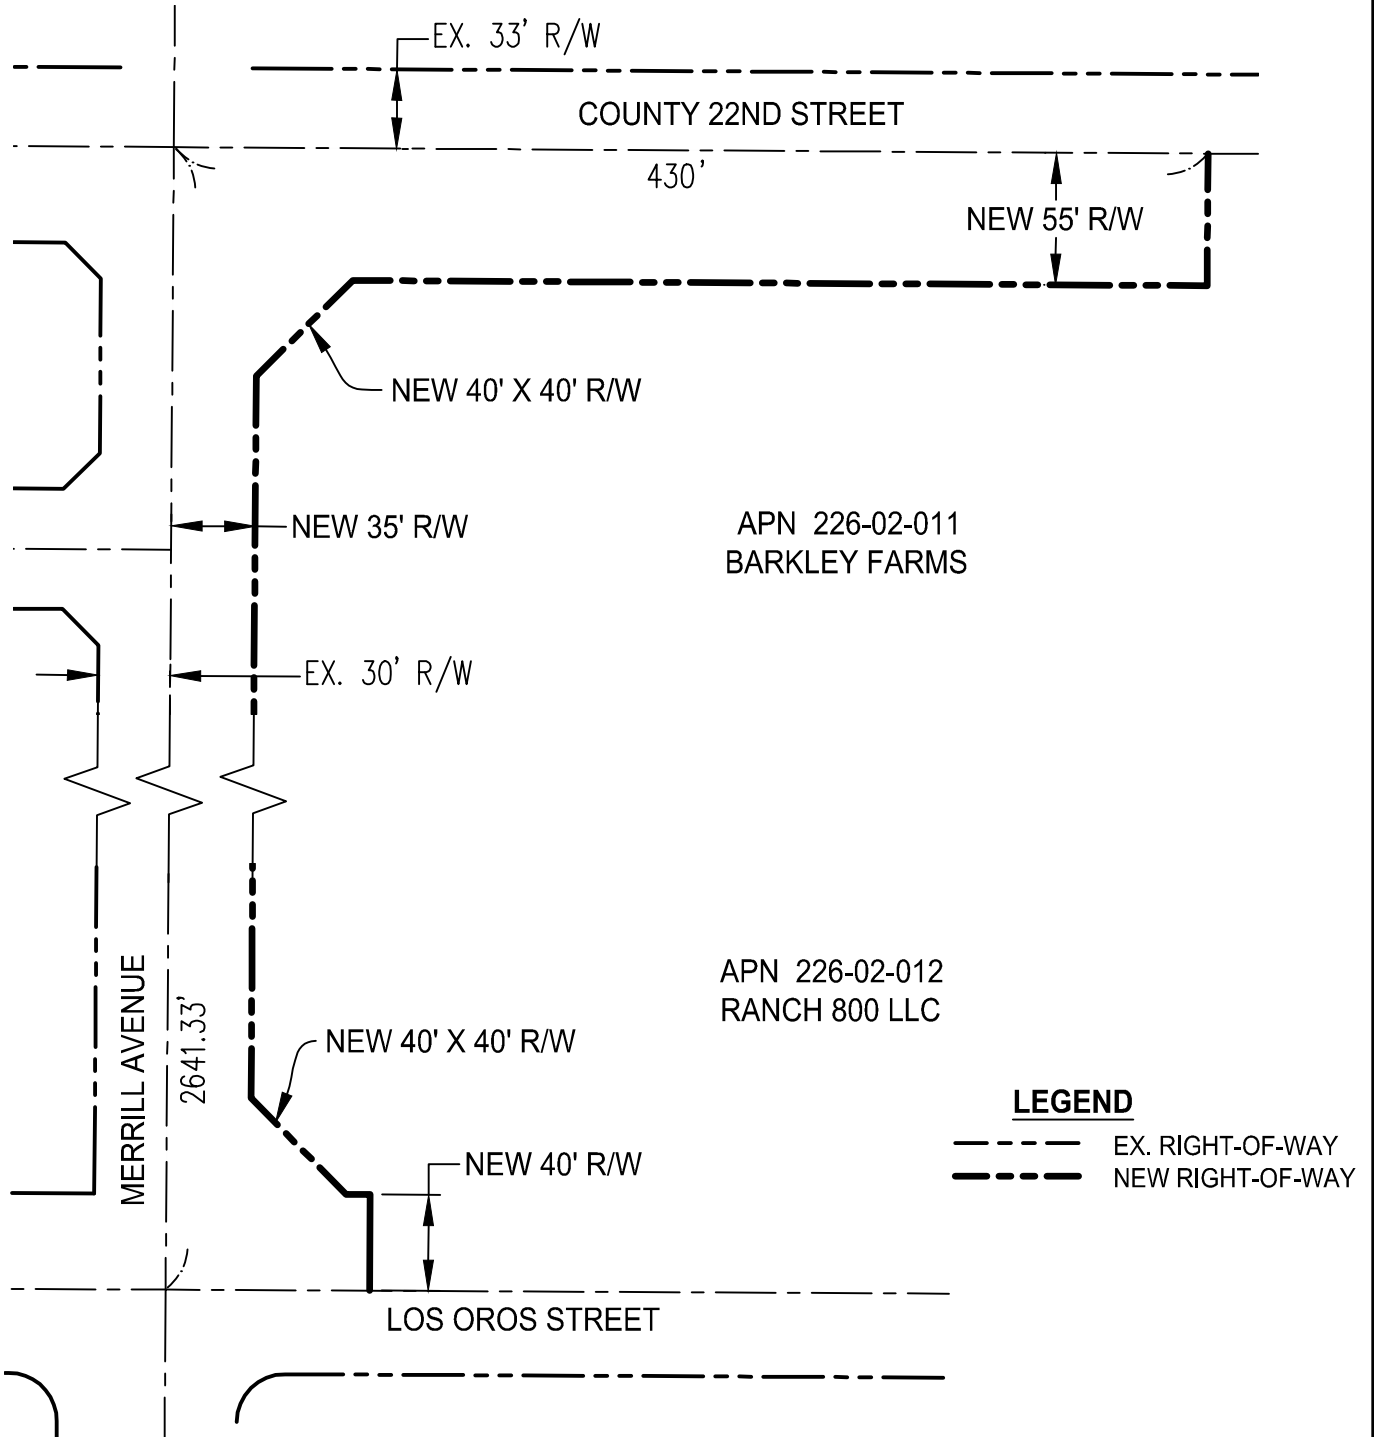 EX. 33' R/W
COUNTY 22ND STREET
430'
NEW 55' R/W
NEW 40' X 40' R/W
NEW 35' R/W
APN 226-02-011
BARKLEY FARMS
EX. 30' R/W
MERRILL AVENUE
2641.33'
APN 226-02-012
RANCH 800 LLC
NEW 40' X 40' R/W
LEGEND
EX. RIGHT-OF-WAY
NEW RIGHT-OF-WAY
NEW 40' R/W
LOS OROS STREET